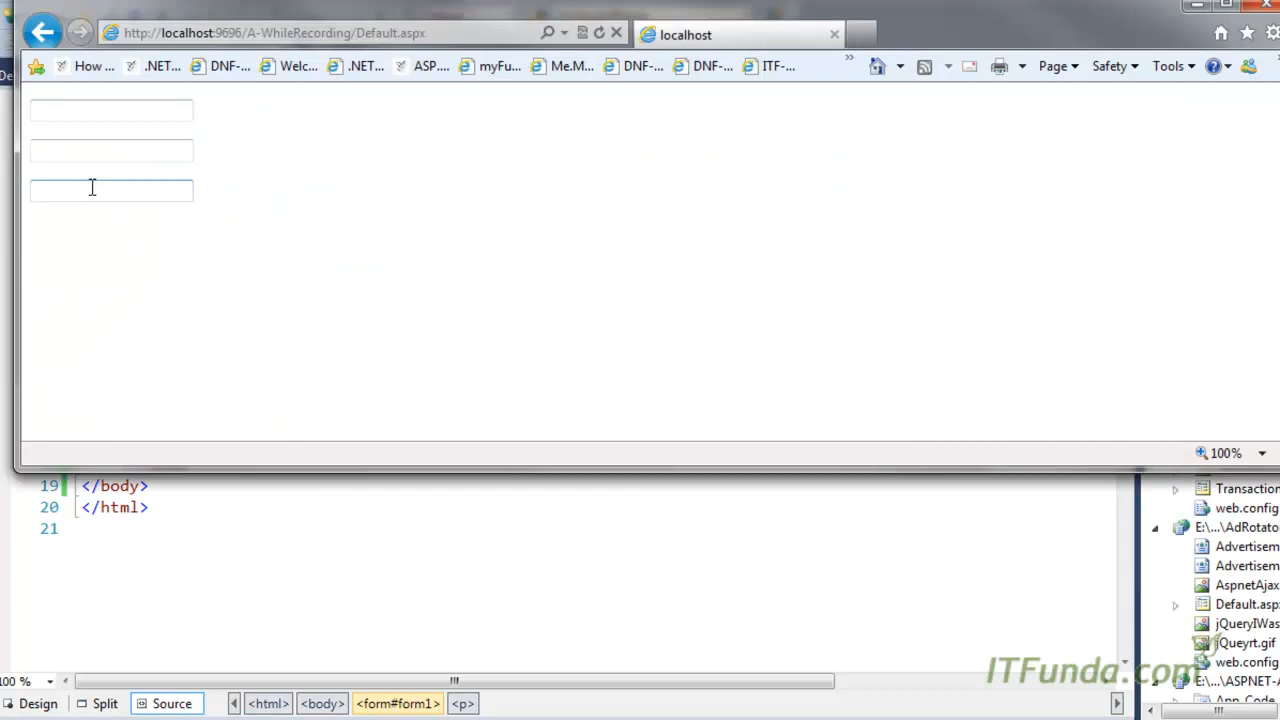 http://localhost:9696/A-WhileRecording/Default.aspx
localhost
How ...
.NET...
DNF-...
Welc...
.NET...
ASP....
myFu...
Me.M...
DNF-...
DNF-...
ITF-...
Page
Safety
Tools
De
100%
19 </body>
20 </html>
21
Transaction
web.config
E:\...\AdRotato
Advertisem
Advertisem
AspnetAjax
Default.asp
jQueryIWas
jQueyrt.gif
web.config
E:\...\ASPNET-A
App_Code
ITFunda.com
100 %
Design
Split
Source
<html>
<body>
<form#form1>
<p>